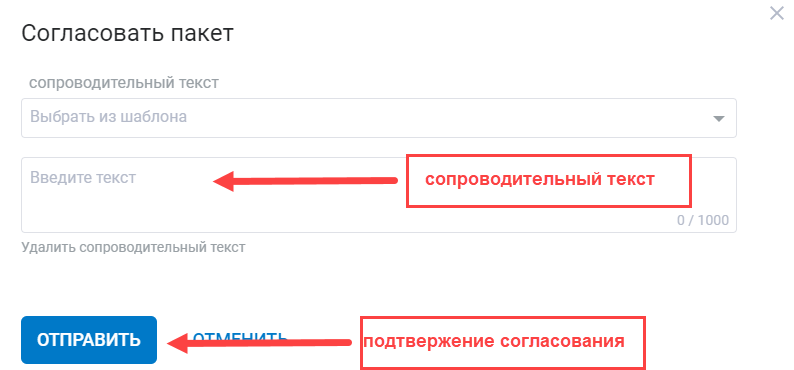 Согласовать пакет
сопроводительный текст
Выбрать из шаблона
Введите текст
сопроводительный текст
0 / 1000
Удалить сопроводительный текст
ОТПРАВИТЬ
ОТМЕНИТЬ
подтвержение согласования